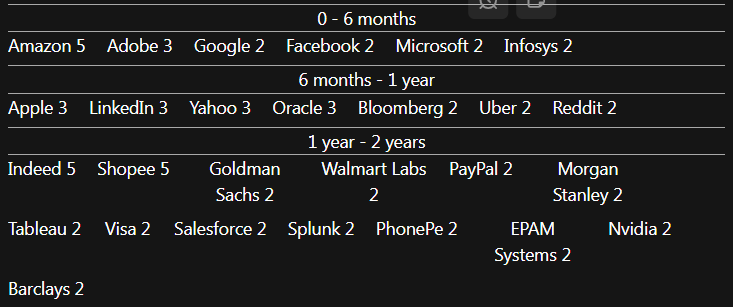 0 - 6 months
Amazon 5 Adobe 3 Google 2 Facebook 2 Microsoft 2 Infosys 2
6 months - 1 year
Apple 3 LinkedIn 3 Yahoo 3 Oracle 3 Bloomberg 2 Uber 2 Reddit 2
1 year - 2 years
Indeed 5 Shopee 5 Goldman Sachs 2 Walmart Labs 2 PayPal 2 Morgan Stanley 2
Tableau 2 Visa 2 Salesforce 2 Splunk 2 PhonePe 2 EPAM Systems 2 Nvidia 2
Barclays 2